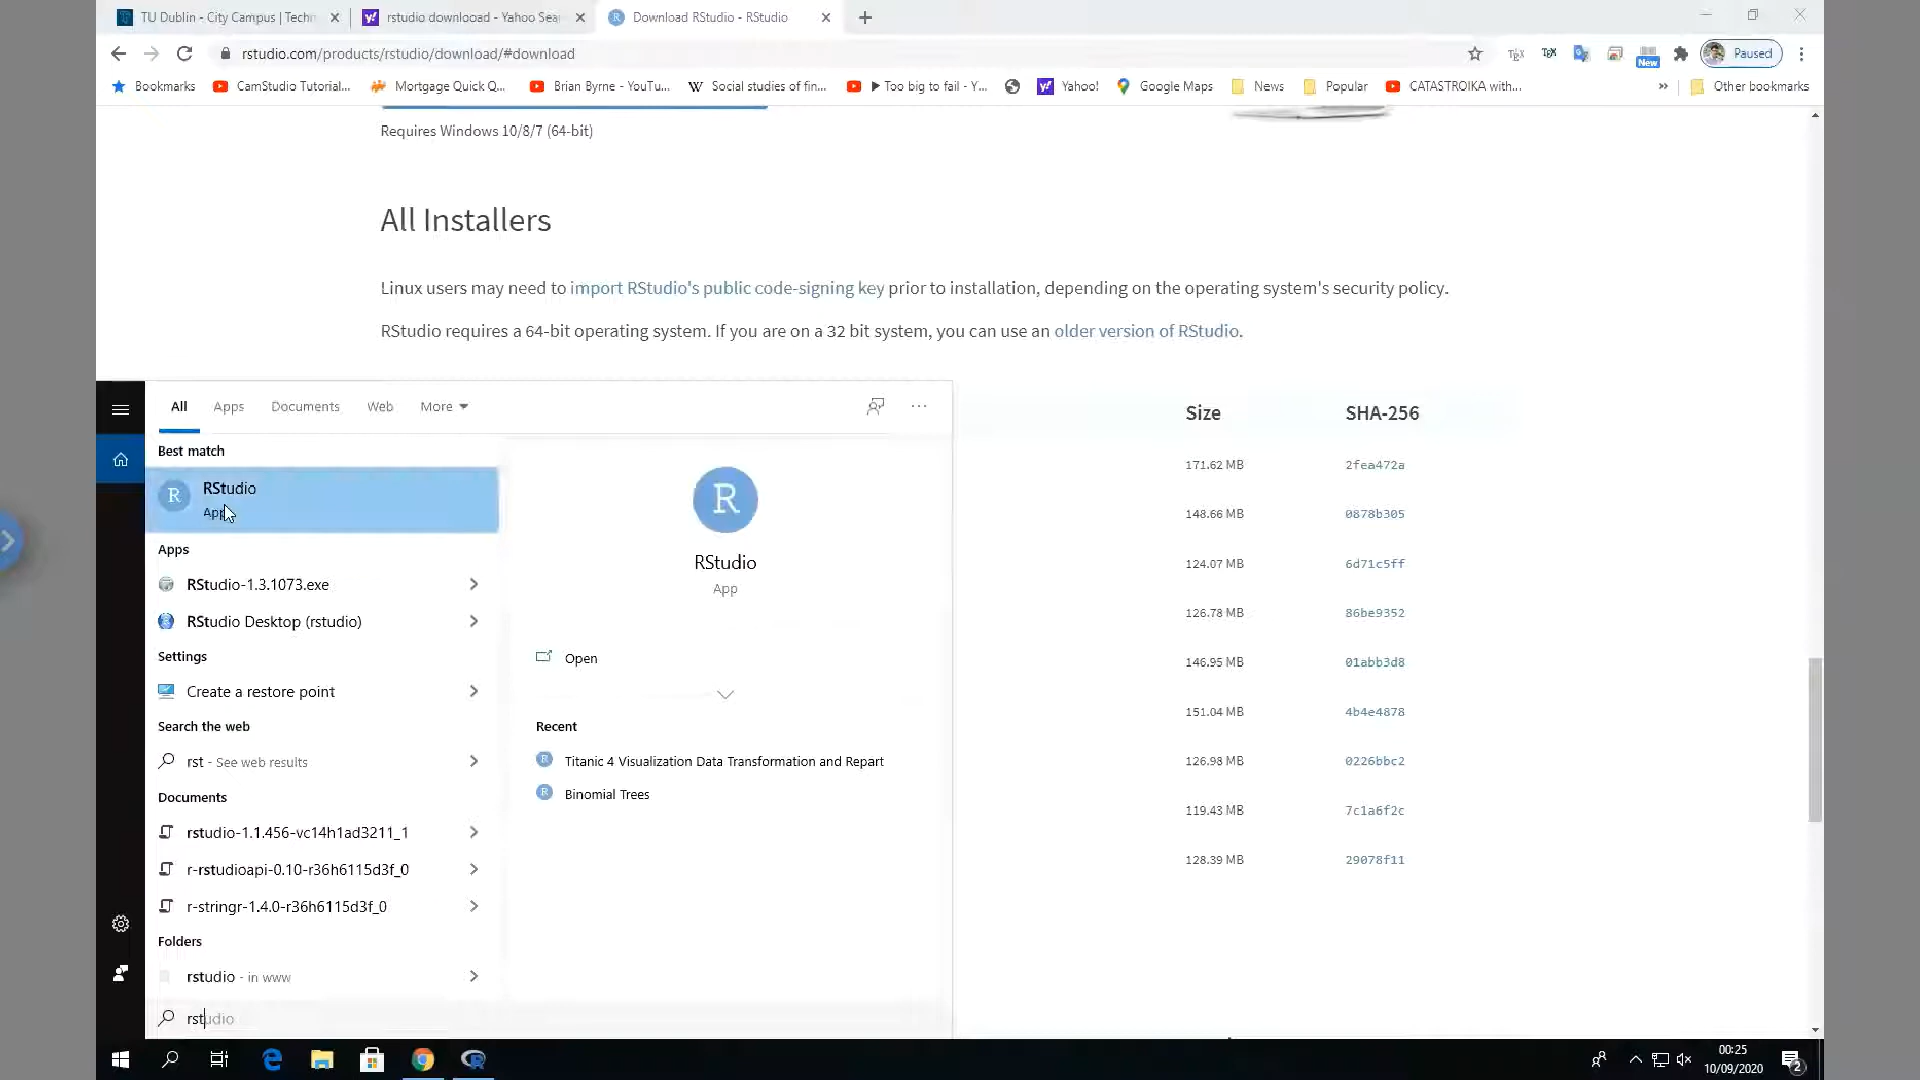 TU Dublin - City Campus | Techn
rstudio downlooad - Yahoo Sea
Download RStudio - RStudio
rstudio.com/products/rstudio/download/#download
Paused
New
Bookmarks
CamStudio Tutorial...
Mortgage Quick Q...
Brian Byrne - YouTu...
Social studies of fin...
Too big to fail - Y...
Yahoo!
Google Maps
News
Popular
CATASTROIKA with...
Other bookmarks
Requires Windows 10/8/7 (64-bit)
All Installers
Linux users may need to import RStudio's public code-signing key prior to installation, depending on the operating system's security policy.
RStudio requires a 64-bit operating system. If you are on a 32 bit system, you can use an older version of RStudio.
All
Apps
Documents
Web
More
Best match
RStudio
App
Apps
RStudio-1.3.1073.exe
RStudio Desktop (rstudio)
Settings
Create a restore point
Search the web
rst - See web results
Documents
rstudio-1.1.456-vc14h1ad3211_1
r-rstudioapi-0.10-r36h6115d3f_0
r-stringr-1.4.0-r36h6115d3f_0
Folders
rstudio - in www
rstudio
R
RStudio
App
Open
Recent
Titanic 4 Visualization Data Transformation and Repart
Binomial Trees
Size SHA-256
171.62 MB 2fea472a
148.66 MB 0878b305
124.07 MB 6d71c5ff
126.78 MB 86be9352
146.95 MB 01abb3d8
151.04 MB 4b4e4878
126.98 MB 0226bbc2
119.43 MB 7c1a6f2c
128.39 MB 29078f11
00:25
10/09/2020
2